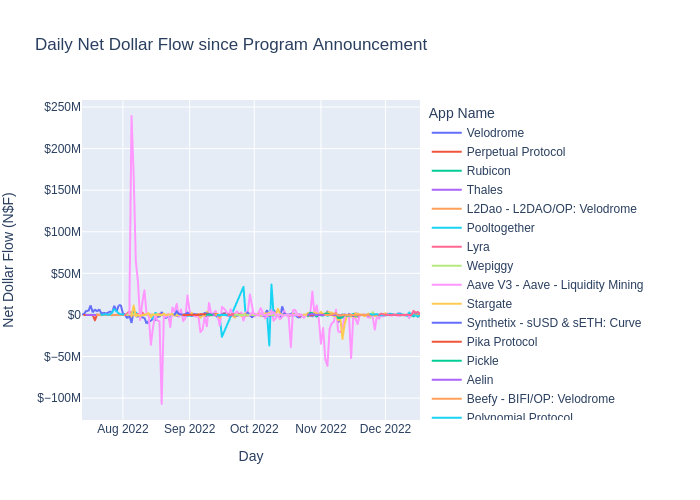 Daily Net Dollar Flow since Program Announcement
Net Dollar Flow (N$F)
$250M
$200M
$150M
$100M
$50M
$0
$−50M
$−100M
Aug 2022
Sep 2022
Oct 2022
Nov 2022
Dec 2022
Day
App Name
Velodrome
Perpetual Protocol
Rubicon
Thales
L2Dao - L2DAO/OP: Velodrome
Pooltogether
Lyra
Wepiggy
Aave V3 - Aave - Liquidity Mining
Stargate
Synthetix - sUSD & sETH: Curve
Pika Protocol
Pickle
Aelin
Beefy - BIFI/OP: Velodrome
Polynomial Protocol